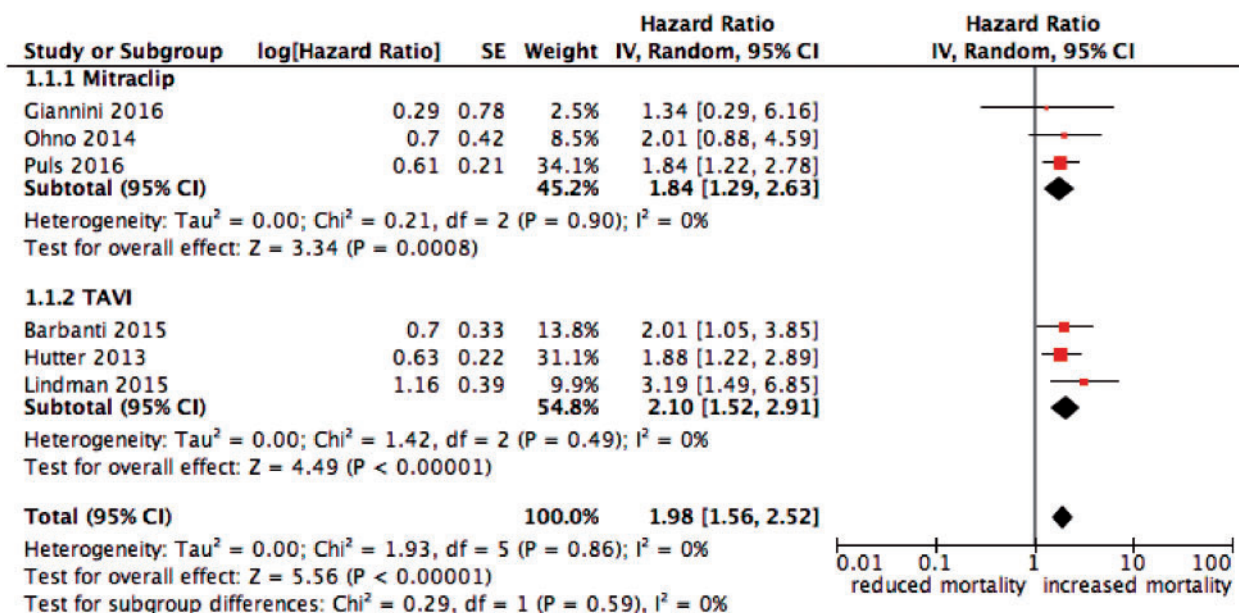 Hazard Ratio Hazard Ratio
Study or Subgroup log[Hazard Ratio] SE Weight IV, Random, 95% CI IV, Random, 95% CI
1.1.1 Mitraclip
Giannini 2016 0.29 0.78 2.5% 1.34 [0.29, 6.16]
Ohno 2014 0.7 0.42 8.5% 2.01 [0.88, 4.59]
Puls 2016 0.61 0.21 34.1% 1.84 [1.22, 2.78]
Subtotal (95% CI) 45.2% 1.84 [1.29, 2.63]
Heterogeneity: Tau² = 0.00; Chi² = 0.21, df = 2 (P = 0.90); I² = 0%
Test for overall effect: Z = 3.34 (P = 0.0008)
1.1.2 TAVI
Barbanti 2015 0.7 0.33 13.8% 2.01 [1.05, 3.85]
Hutter 2013 0.63 0.22 31.1% 1.88 [1.22, 2.89]
Lindman 2015 1.16 0.39 9.9% 3.19 [1.49, 6.85]
Subtotal (95% CI) 54.8% 2.10 [1.52, 2.91]
Heterogeneity: Tau² = 0.00; Chi² = 1.42, df = 2 (P = 0.49); I² = 0%
Test for overall effect: Z = 4.49 (P < 0.00001)
Total (95% CI) 100.0% 1.98 [1.56, 2.52]
Heterogeneity: Tau² = 0.00; Chi² = 1.93, df = 5 (P = 0.86); I² = 0%
Test for overall effect: Z = 5.56 (P < 0.00001)
Test for subgroup differences: Chi² = 0.29, df = 1 (P = 0.59), I² = 0%
0.01 0.1 1 10 100
reduced mortality increased mortality